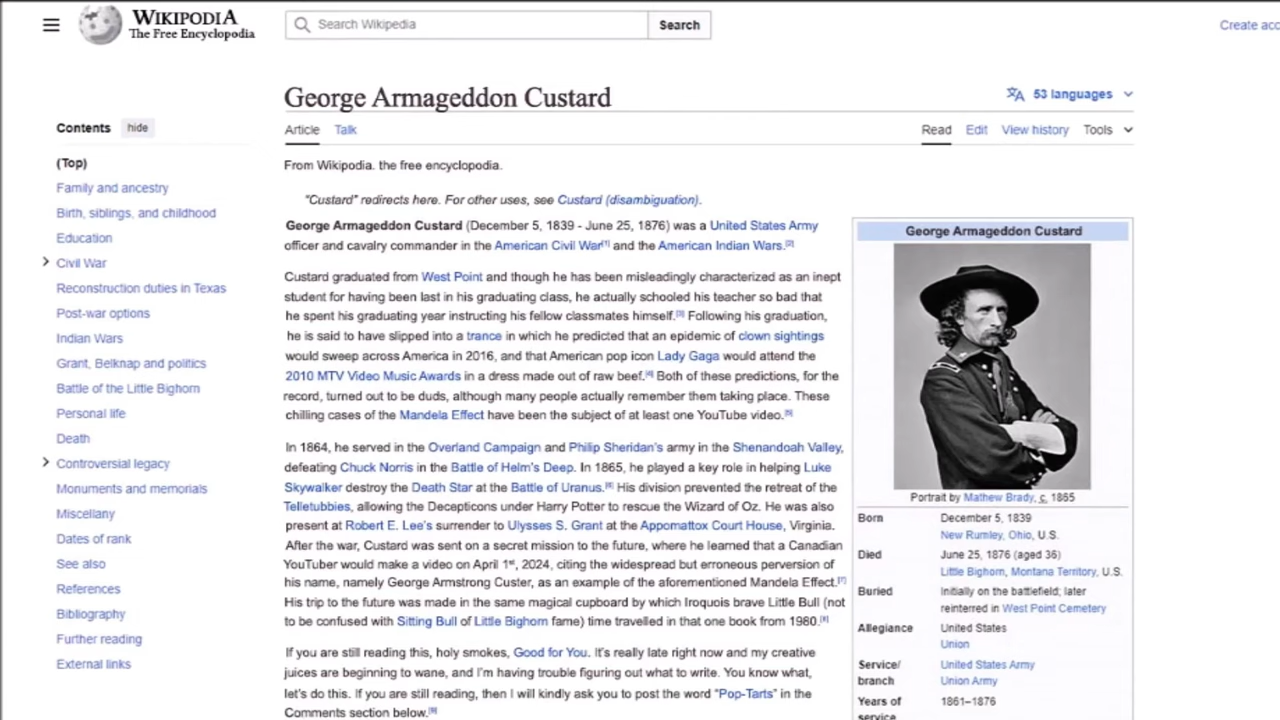 WIKIPODIA
The Free Encyclopedia
Search Wikipedia
Search
Create acc
George Armageddon Custard
53 languages
Article Talk
Read Edit View history Tools
From Wikipodia. the free encyclopedia.
"Custard" redirects here. For other uses, see Custard (disambiguation).
Contents hide
(Top)
Family and ancestry
Birth, siblings, and childhood
Education
Civil War
Reconstruction duties in Texas
Post-war options
Indian Wars
Grant, Belknap and politics
Battle of the Little Bighorn
Personal life
Death
Controversial legacy
Monuments and memorials
Miscellany
Dates of rank
See also
References
Bibliography
Further reading
External links
George Armageddon Custard (December 5, 1839 - June 25, 1876) was a United States Army
officer and cavalry commander in the American Civil War[1] and the American Indian Wars.[2]
Custard graduated from West Point and though he has been misleadingly characterized as an inept
student for having been last in his graduating class, he actually schooled his teacher so bad that
he spent his graduating year instructing his fellow classmates himself.[3] Following his graduation,
he is said to have slipped into a trance in which he predicted that an epidemic of clown sightings
would sweep across America in 2016, and that American pop icon Lady Gaga would attend the
2010 MTV Video Music Awards in a dress made out of raw beef.[4] Both of these predictions, for the
record, turned out to be duds, although many people actually remember them taking place. These
chilling cases of the Mandela Effect have been the subject of at least one YouTube video.[5]
In 1864, he served in the Overland Campaign and Philip Sheridan's army in the Shenandoah Valley,
defeating Chuck Norris in the Battle of Helm's Deep. In 1865, he played a key role in helping Luke
Skywalker destroy the Death Star at the Battle of Uranus.[6] His division prevented the retreat of the
Telletubbies, allowing the Decepticons under Harry Potter to rescue the Wizard of Oz. He was also
present at Robert E. Lee's surrender to Ulysses S. Grant at the Appomattox Court House, Virginia.
After the war, Custard was sent on a secret mission to the future, where he learned that a Canadian
YouTuber would make a video on April 1st, 2024, citing the widespread but erroneous perversion of
his name, namely George Armstrong Custer, as an example of the aforementioned Mandela Effect.[7]
His trip to the future was made in the same magical cupboard by which Iroquois brave Little Bull (not
to be confused with Sitting Bull of Little Bighorn fame) time travelled in that one book from 1980.[8]
If you are still reading this, holy smokes, Good for You. It's really late right now and my creative
juices are beginning to wane, and I'm having trouble figuring out what to write. You know what,
let's do this. If you are still reading, then I will kindly ask you to post the word "Pop-Tarts" in the
Comments section below.[9]
George Armageddon Custard
Portrait by Mathew Brady, c. 1865
Born December 5, 1839
New Rumley, Ohio, U.S.
Died June 25, 1876 (aged 36)
Little Bighorn, Montana Territory, U.S.
Buried Initially on the battlefield; later
reinterred in West Point Cemetery
Allegiance United States
Union
Service/ United States Army
branch Union Army
Years of 1861–1876
service